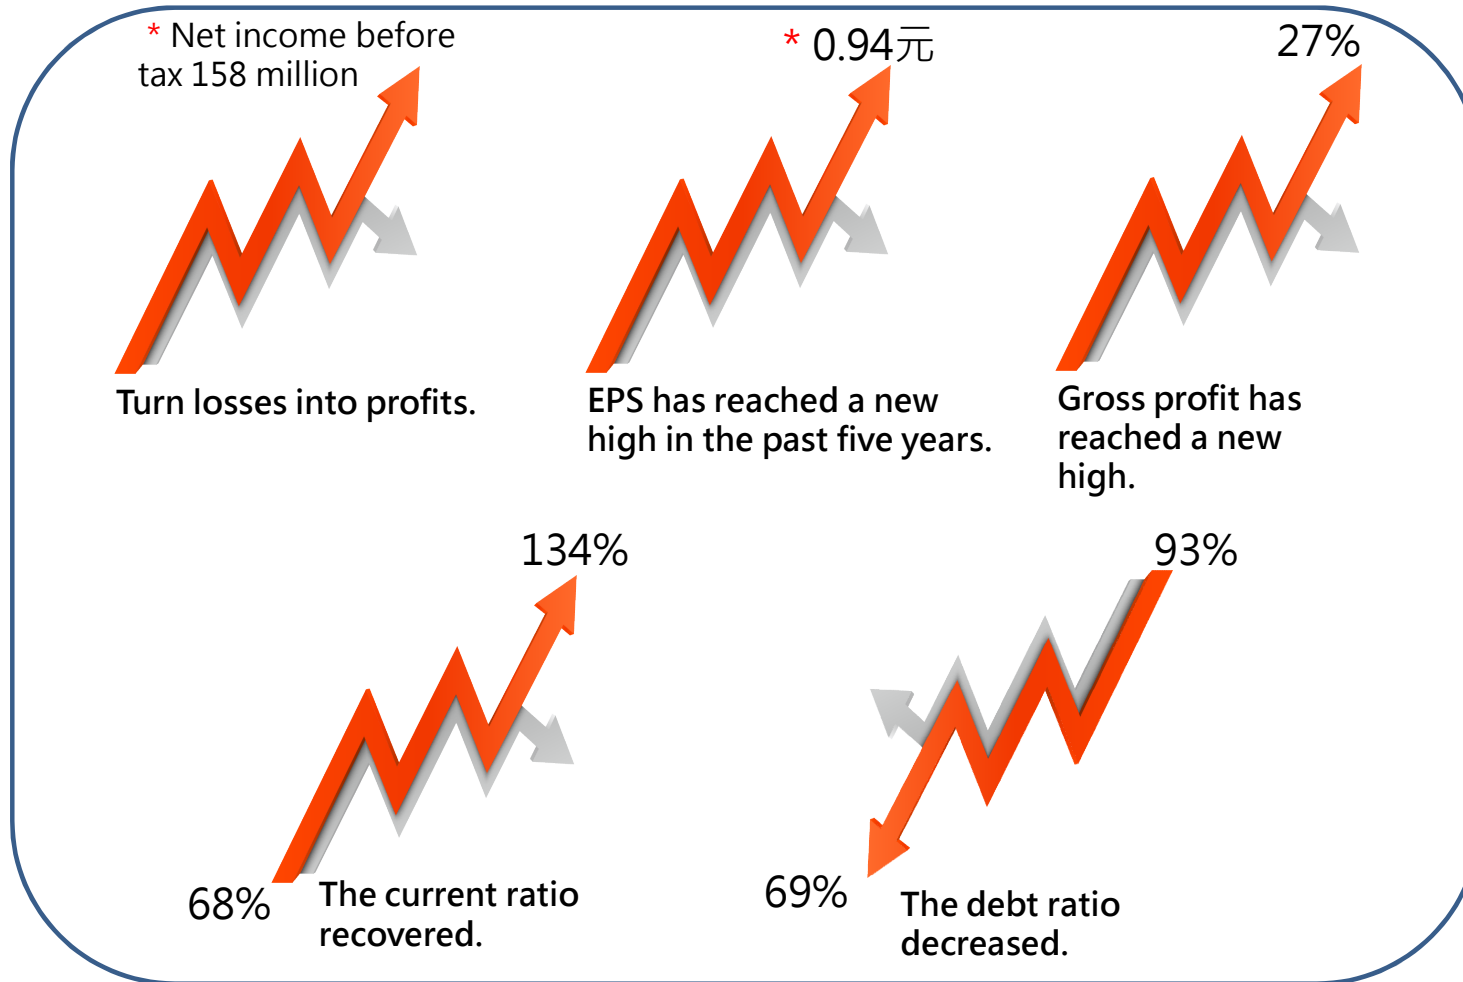 * Net income before
tax 158 million
* 0.94元
27%
Turn losses into profits.
EPS has reached a new
high in the past five years.
Gross profit has
reached a new
high.
134%
68%
The current ratio
recovered.
93%
69%
The debt ratio
decreased.